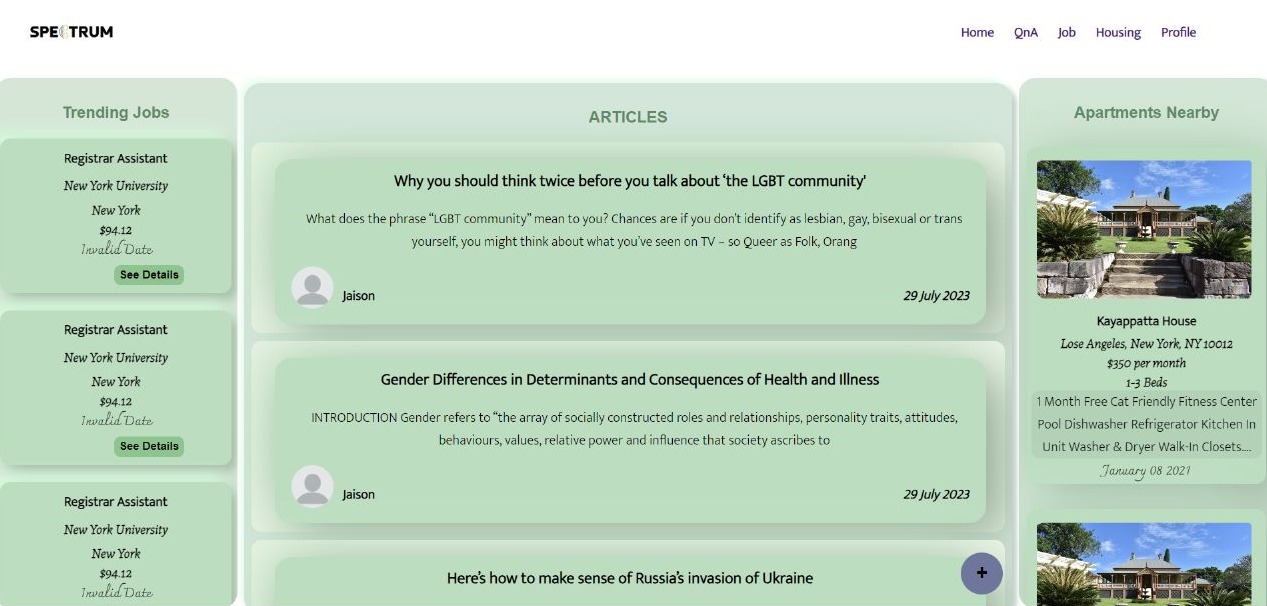 SPECTRUM
Home QnA Job Housing Profile
Trending Jobs
Registrar Assistant
New York University
New York
$94.12
Invalid Date
See Details
Registrar Assistant
New York University
New York
$94.12
Invalid Date
See Details
Registrar Assistant
New York University
New York
$94.12
Invalid Date
ARTICLES
Why you should think twice before you talk about ‘the LGBT community'
What does the phrase “LGBT community” mean to you? Chances are if you don’t identify as lesbian, gay, bisexual or trans
yourself, you might think about what you’ve seen on TV – so Queer as Folk, Orang
Jaison
29 July 2023
Gender Differences in Determinants and Consequences of Health and Illness
INTRODUCTION Gender refers to “the array of socially constructed roles and relationships, personality traits, attitudes,
behaviours, values, relative power and influence that society ascribes to
Jaison
29 July 2023
Here’s how to make sense of Russia’s invasion of Ukraine
+
Apartments Nearby
Kayappatta House
Lose Angeles, New York, NY 10012
$350 per month
1-3 Beds
1 Month Free Cat Friendly Fitness Center
Pool Dishwasher Refrigerator Kitchen In
Unit Washer & Dryer Walk-In Closets....
January 08 2021